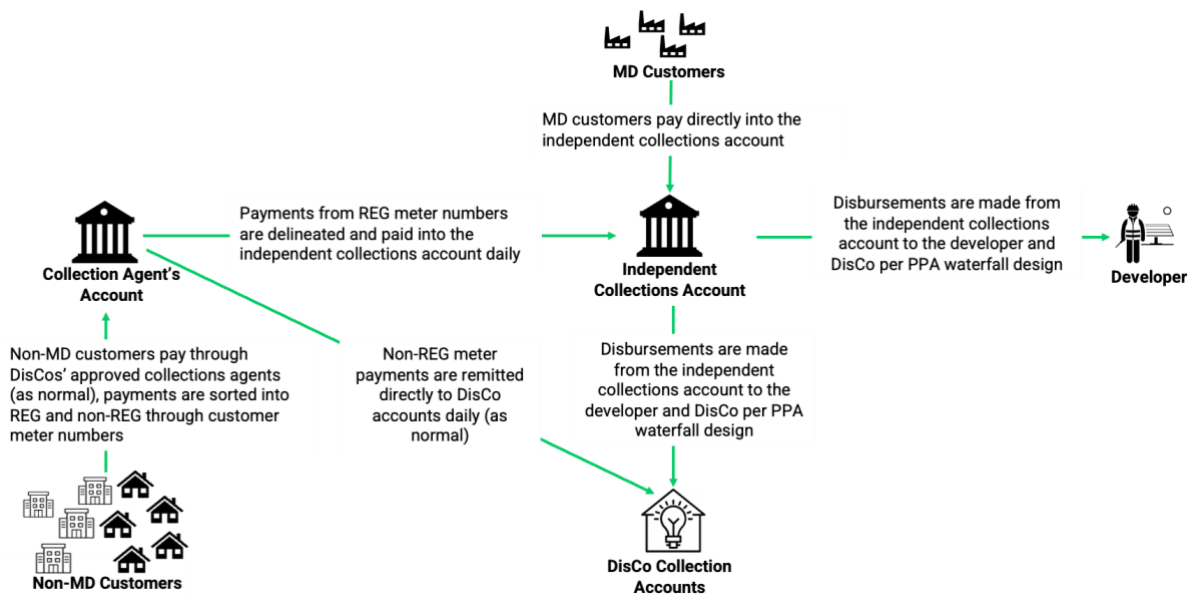 MD Customers
MD customers pay directly into the
independent collections account
Payments from REG meter numbers
are delineated and paid into the
independent collections account daily
Disbursements are made from
the independent collections
account to the developer and
DisCo per PPA waterfall design
Collection Agent's
Account
Independent
Collections Account
Developer
Non-MD customers pay through
DisCos' approved collections agents
(as normal), payments are sorted into
REG and non-REG through customer
meter numbers
Non-REG meter
payments are remitted
directly to DisCo
accounts daily (as
normal)
Disbursements are made
from the independent
collections account to the
developer and DisCo per PPA
waterfall design
Non-MD Customers
DisCo Collection
Accounts